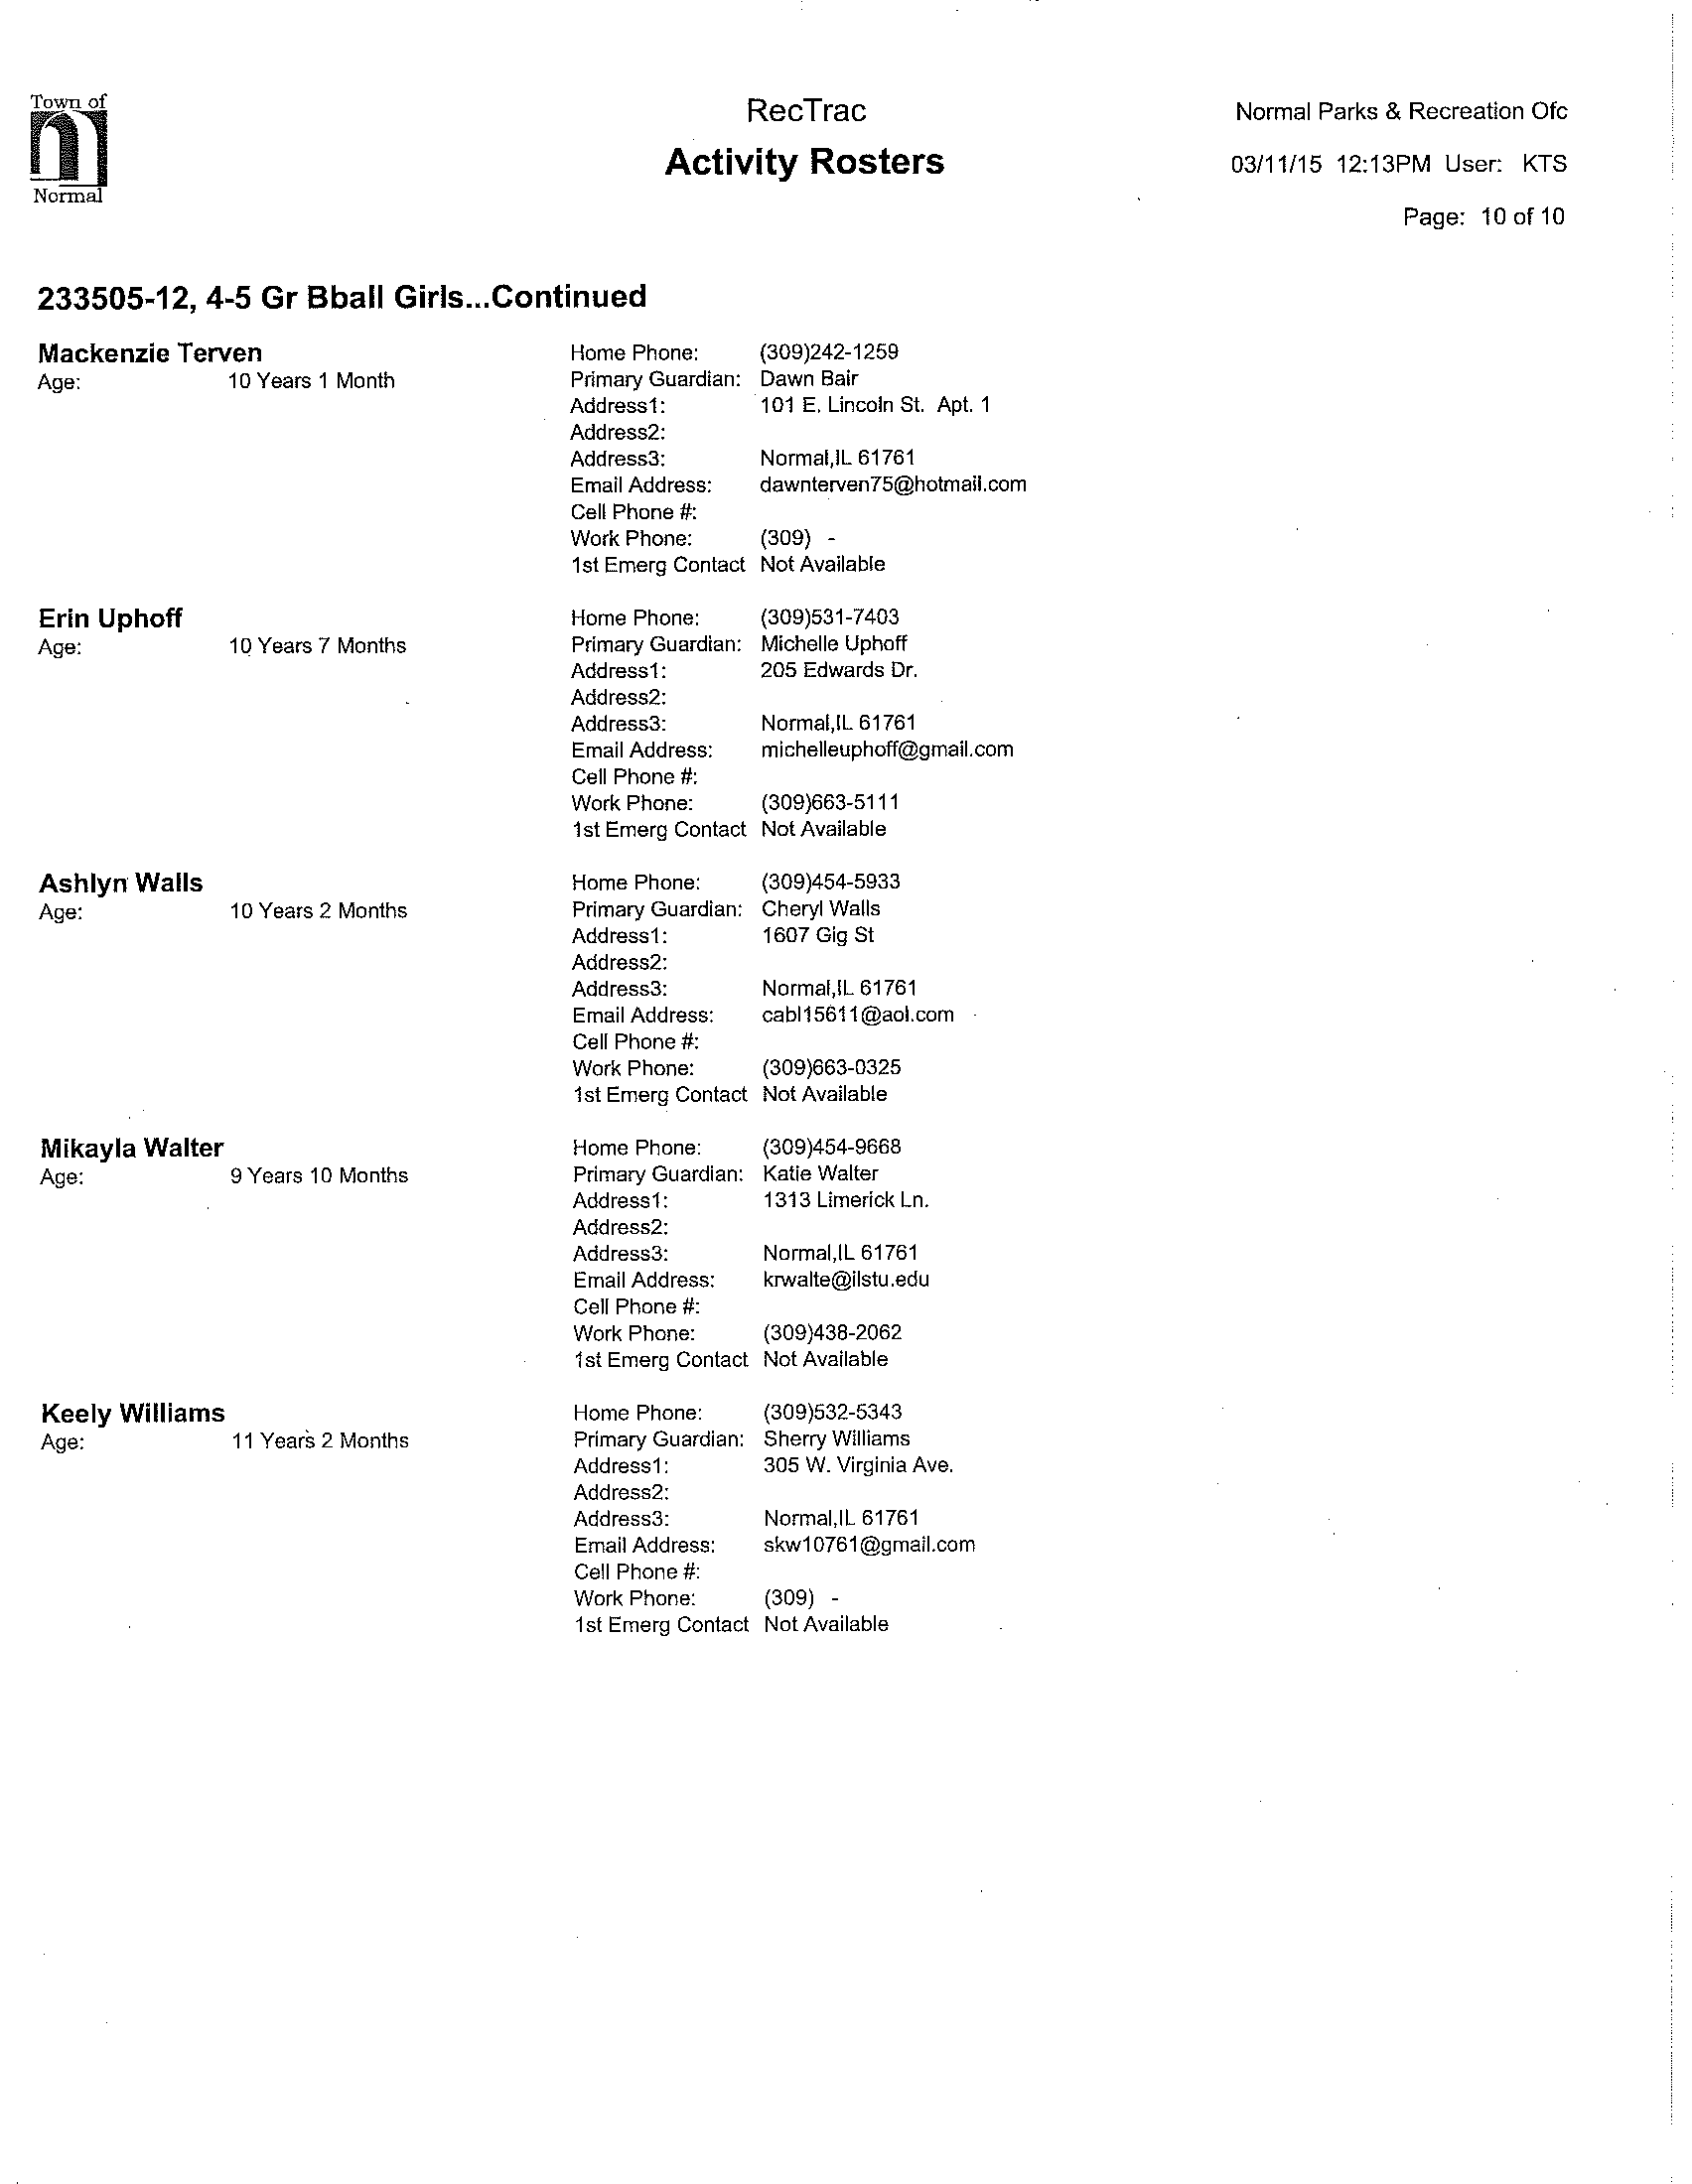 Town of
Normal
RecTrac
Activity Rosters
Normal Parks & Recreation Ofc
03/11/15 12:13PM User: KTS
Page: 10 of 10
233505-12, 4-5 Gr Bball Girls...Continued
Mackenzie Terven
Age: 10 Years 1 Month
Home Phone: (309)242-1259
Primary Guardian: Dawn Bair
Address1: 101 E. Lincoln St. Apt. 1
Address2:
Address3: Normal,IL 61761
Email Address: dawnterven75@hotmail.com
Cell Phone #:
Work Phone: (309) -
1st Emerg Contact Not Available
Erin Uphoff
Age: 10 Years 7 Months
Home Phone: (309)531-7403
Primary Guardian: Michelle Uphoff
Address1: 205 Edwards Dr.
Address2:
Address3: Normal,IL 61761
Email Address: michelleuphoff@gmail.com
Cell Phone #:
Work Phone: (309)663-5111
1st Emerg Contact Not Available
Ashlyn Walls
Age: 10 Years 2 Months
Home Phone: (309)454-5933
Primary Guardian: Cheryl Walls
Address1: 1607 Gig St
Address2:
Address3: Normal,IL 61761
Email Address: cabl15611@aol.com
Cell Phone #:
Work Phone: (309)663-0325
1st Emerg Contact Not Available
Mikayla Walter
Age: 9 Years 10 Months
Home Phone: (309)454-9668
Primary Guardian: Katie Walter
Address1: 1313 Limerick Ln.
Address2:
Address3: Normal,IL 61761
Email Address: krwalte@ilstu.edu
Cell Phone #:
Work Phone: (309)438-2062
1st Emerg Contact Not Available
Keely Williams
Age: 11 Years 2 Months
Home Phone: (309)532-5343
Primary Guardian: Sherry Williams
Address1: 305 W. Virginia Ave.
Address2:
Address3: Normal,IL 61761
Email Address: skw10761@gmail.com
Cell Phone #:
Work Phone: (309) -
1st Emerg Contact Not Available